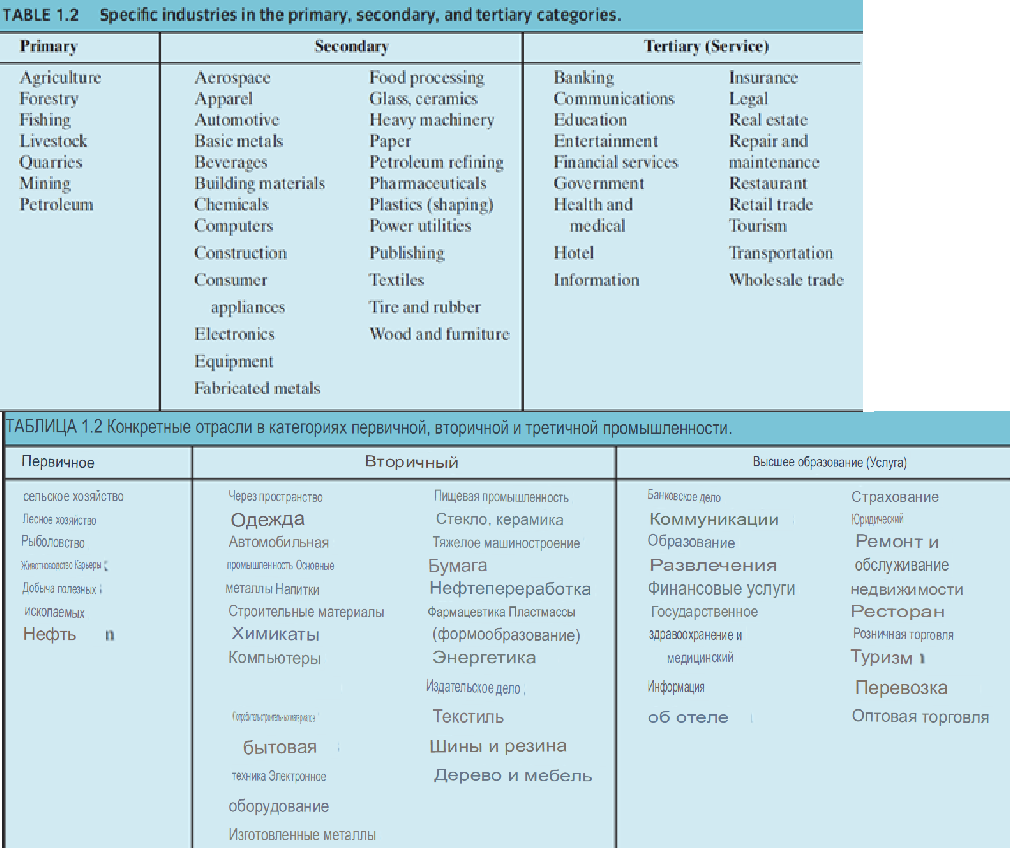 TABLE 1.2 Specific industries in the primary, secondary, and tertiary categories.
Primary
Agriculture
Forestry
Fishing
Livestock
Quarries
Mining
Petroleum
Secondary
Aerospace
Apparel
Automotive
Basic metals
Beverages
Building materials
Chemicals
Computers
Construction
Consumer
appliances
Electronics
Equipment
Fabricated metals
Food processing
Glass, ceramics
Heavy machinery
Paper
Petroleum refining
Pharmaceuticals
Plastics (shaping)
Power utilities
Publishing
Textiles
Tire and rubber
Wood and furniture
Tertiary (Service)
Banking
Communications
Education
Entertainment
Financial services
Government
Health and
medical
Hotel
Information
Insurance
Legal
Real estate
Repair and
maintenance
Restaurant
Retail trade
Tourism
Transportation
Wholesale trade
ТАБЛИЦА 1.2 Конкретные отрасли в категориях первичной, вторичной и третичной промышленности.
Первичное
сельское хозяйство
Лесное хозяйство
Рыболовство
Животноводство Карьеры
Добыча полезных
ископаемых
Нефть n
Вторичный
Через пространство
Одежда
Автомобильная
промышленность Основные
металлы Напитки
Строительные материалы
Химикаты
Компьютеры
бытовая
техника Электронное
оборудование
Изготовленные металлы
Пищевая промышленность
Стекло. керамика
Тяжелое машиностроение
Бумага
Нефтепереработка
Фармацевтика Пластмассы
(формообразование)
Энергетика
Издательское дело
Текстиль
Шины и резина
Дерево и мебель
Высшее образование (Услуга)
Банковское дело
Коммуникации
Образование
Развлечения
Финансовые услуги
Государственное
здравоохранение и
медицинский
Информация
об отеле
Страхование
Юридический
Ремонт и
обслуживание
недвижимости
Ресторан
Розничная торговля
Туризм
Перевозка
Оптовая торговля